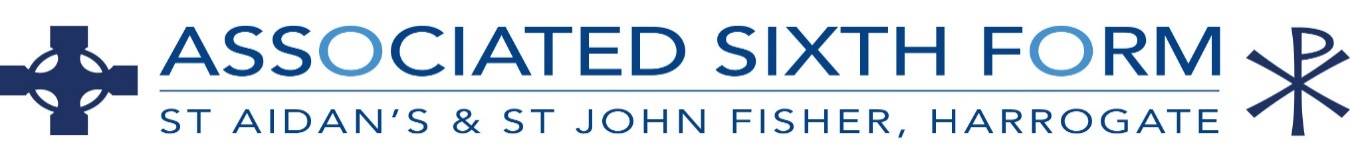 ASSOCIATED SIXTH FORM
ST AIDAN'S & ST JOHN FISHER, HARROGATE